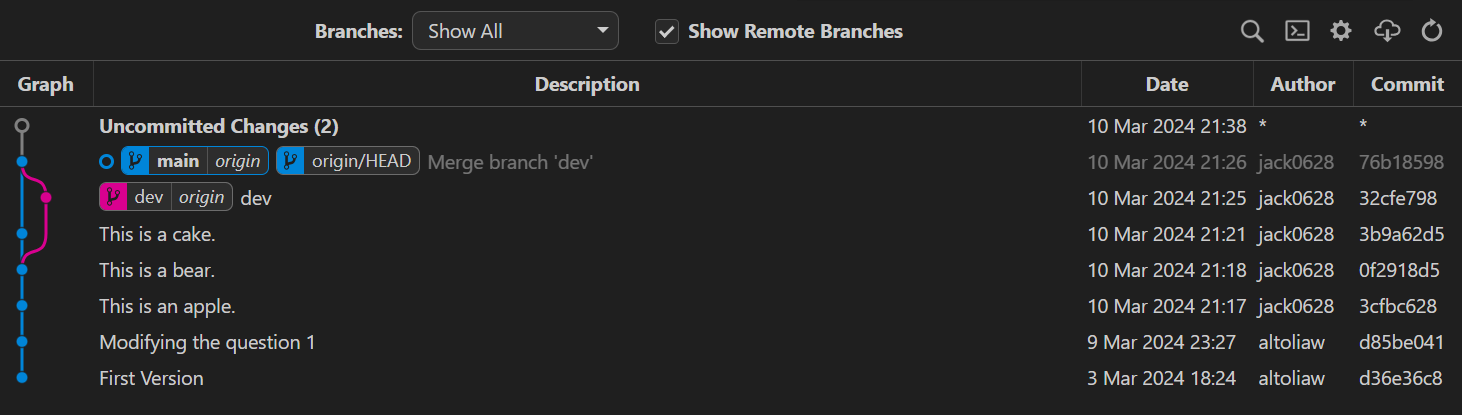 Branches: Show All Show Remote Branches
Graph Description Date Author Commit
Uncommitted Changes (2) 10 Mar 2024 21:38 * *
main origin origin/HEAD Merge branch 'dev' 10 Mar 2024 21:26 jack0628 76b18598
dev origin dev 10 Mar 2024 21:25 jack0628 32cfe798
This is a cake. 10 Mar 2024 21:21 jack0628 3b9a62d5
This is a bear. 10 Mar 2024 21:18 jack0628 0f2918d5
This is an apple. 10 Mar 2024 21:17 jack0628 3cfbc628
Modifying the question 1 9 Mar 2024 23:27 altoliaw d85be041
First Version 3 Mar 2024 18:24 altoliaw d36e36c8